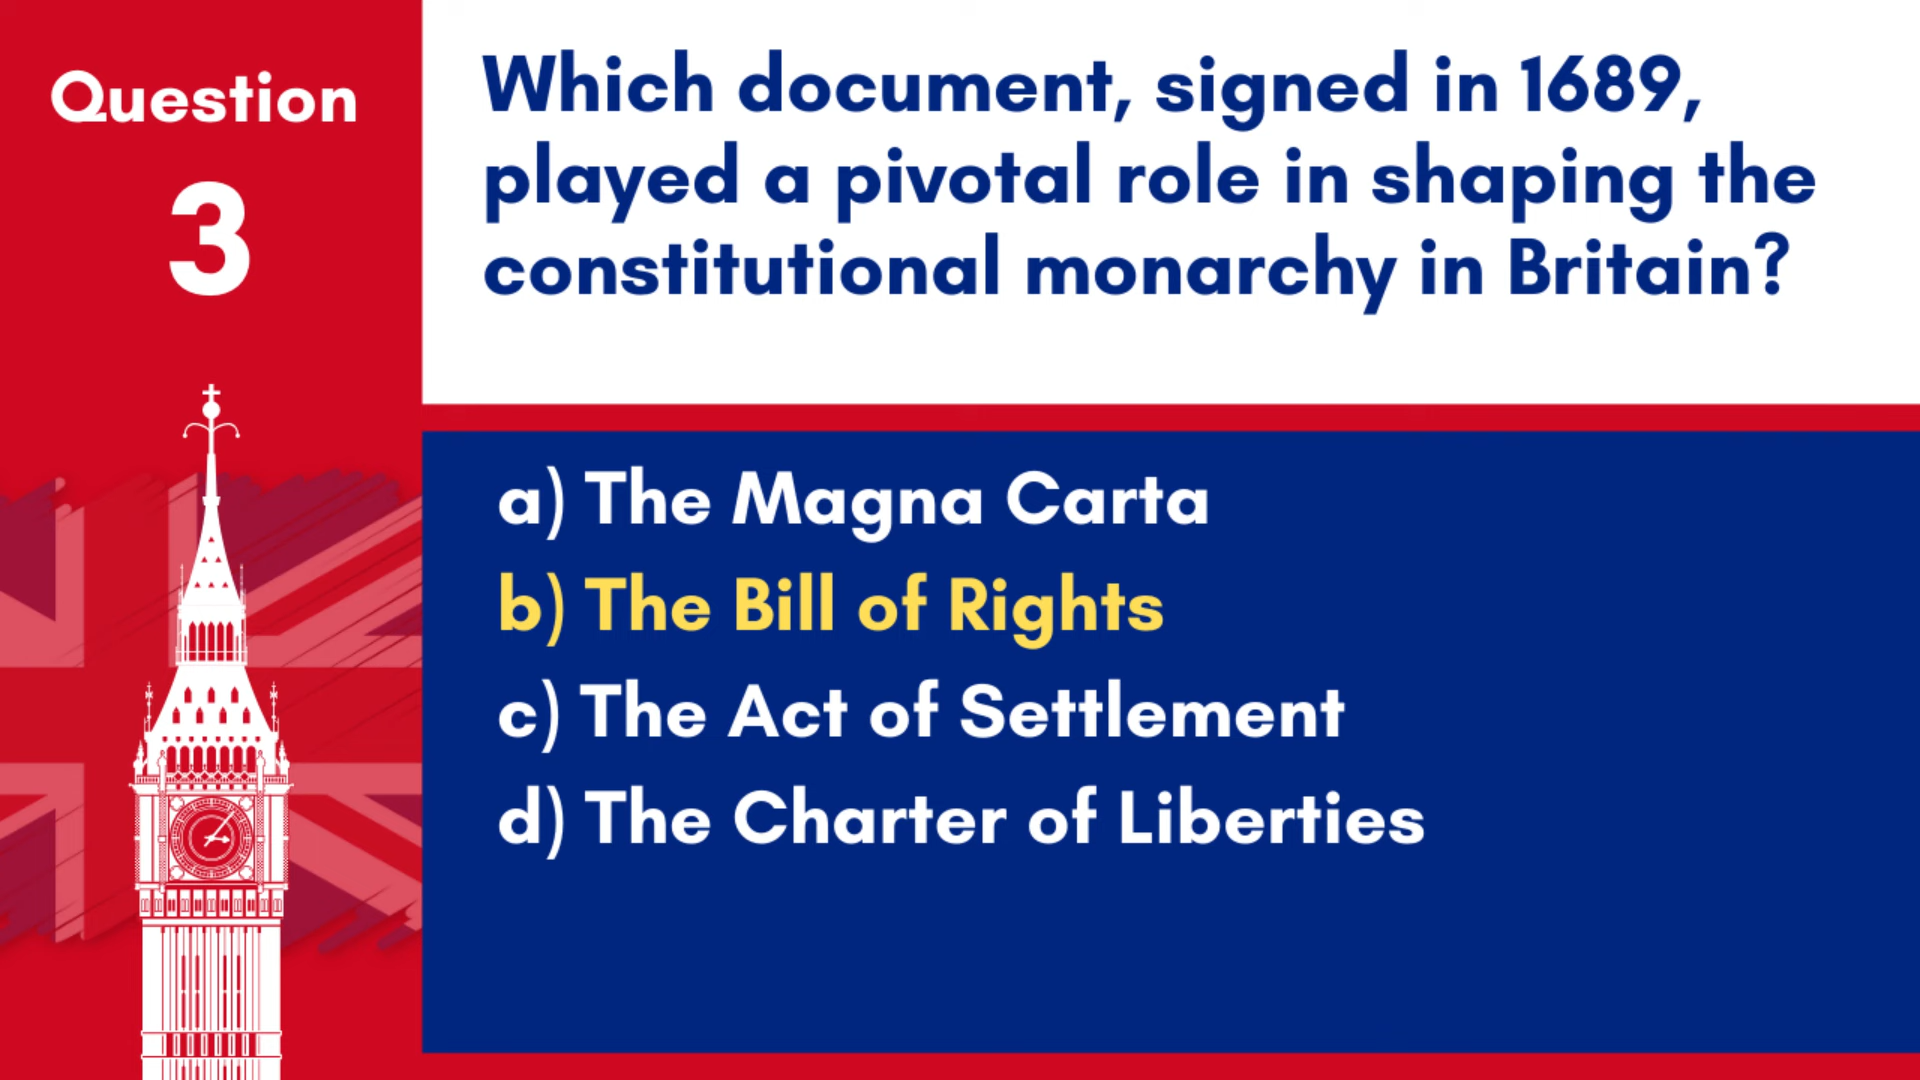 Question
3
Which document, signed in 1689,
played a pivotal role in shaping the
constitutional monarchy in Britain?
a) The Magna Carta
b) The Bill of Rights
c) The Act of Settlement
d) The Charter of Liberties